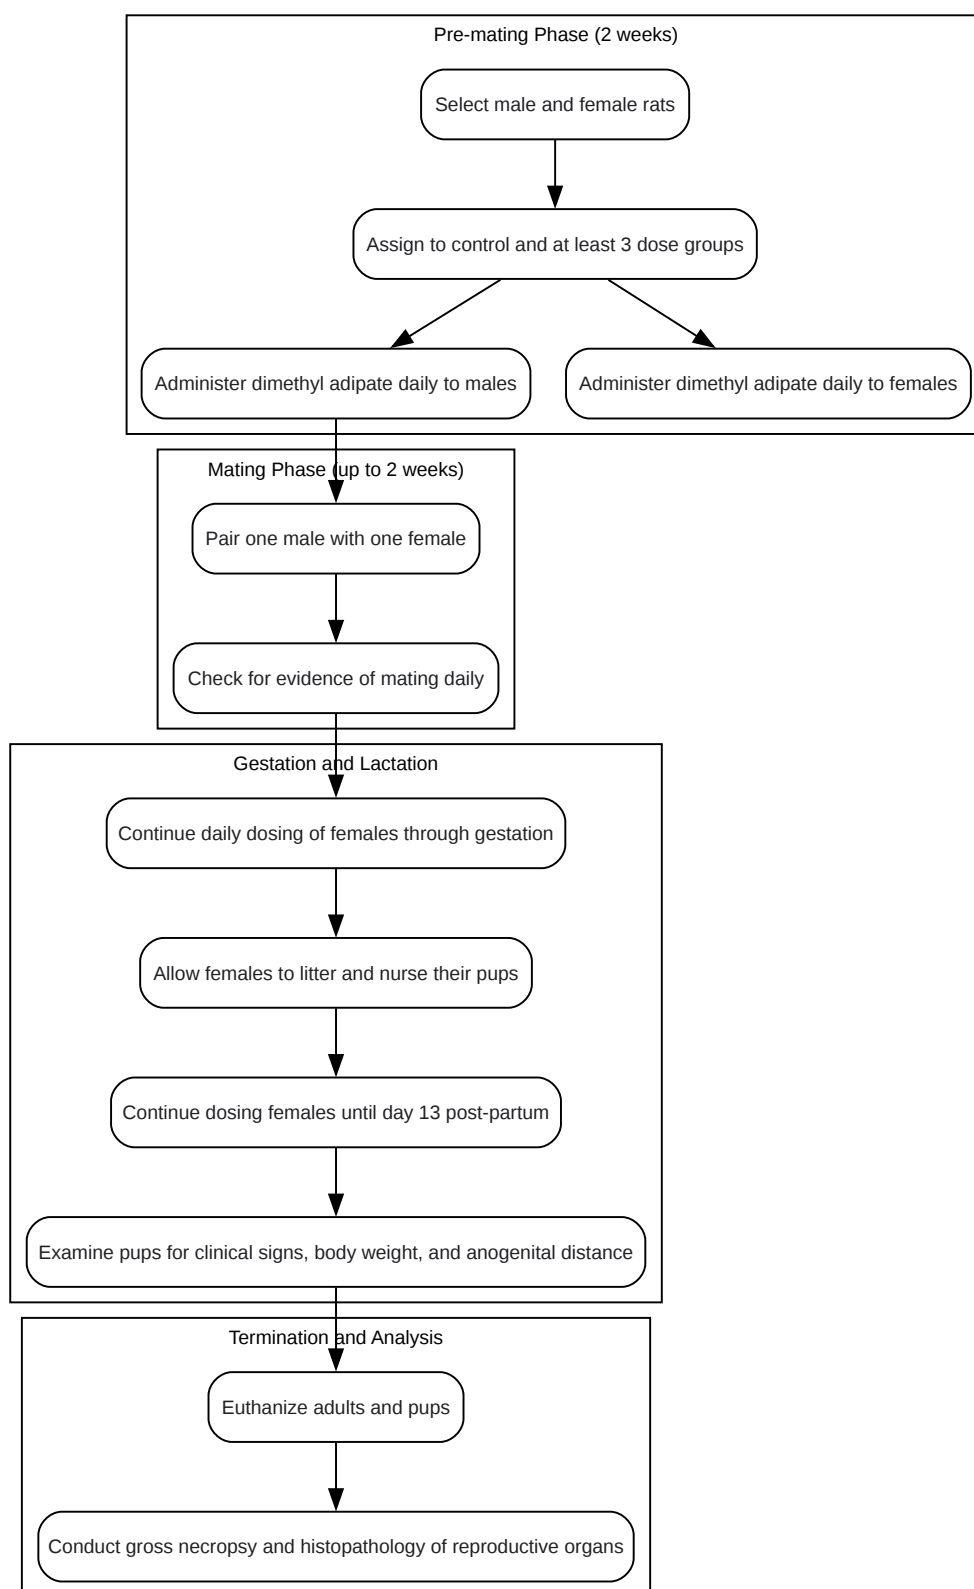 Pre-mating Phase (2 weeks)
Select male and female rats
Assign to control and at least 3 dose groups
Administer dimethyl adipate daily to males
Administer dimethyl adipate daily to females
Mating Phase (up to 2 weeks)
Pair one male with one female
Check for evidence of mating daily
Gestation and Lactation
Continue daily dosing of females through gestation
Allow females to litter and nurse their pups
Continue dosing females until day 13 post-partum
Examine pups for clinical signs, body weight, and anogenital distance
Termination and Analysis
Euthanize adults and pups
Conduct gross necropsy and histopathology of reproductive organs